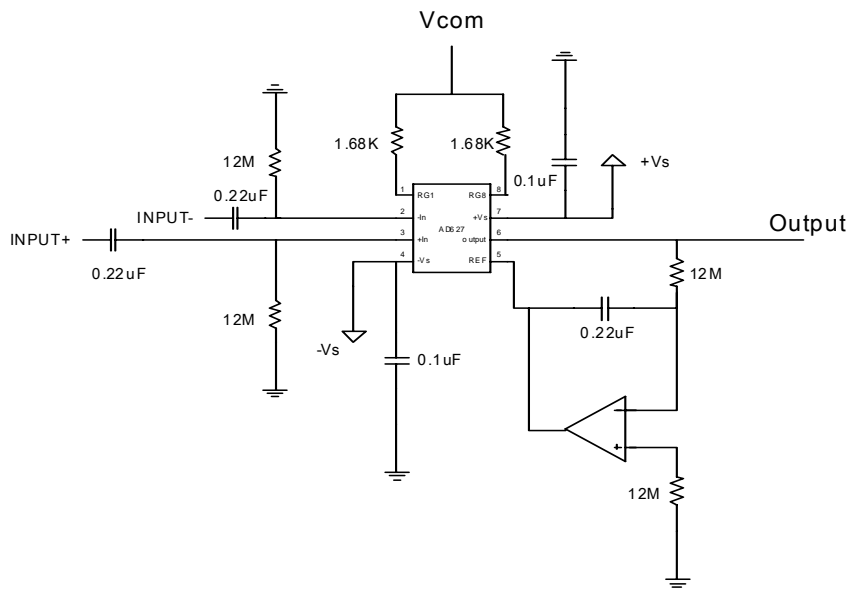 Vcom
1.68K
1.68K
+Vs
12M
0.22uF
0.1uF
INPUT-
INPUT+
0.22uF
1
RG1
RG8
8
2
-In
+Vs
7
AD627
3
+In
output
6
4
-Vs
REF
5
Output
12M
12M
0.22uF
-Vs
0.1uF
-
+
12M